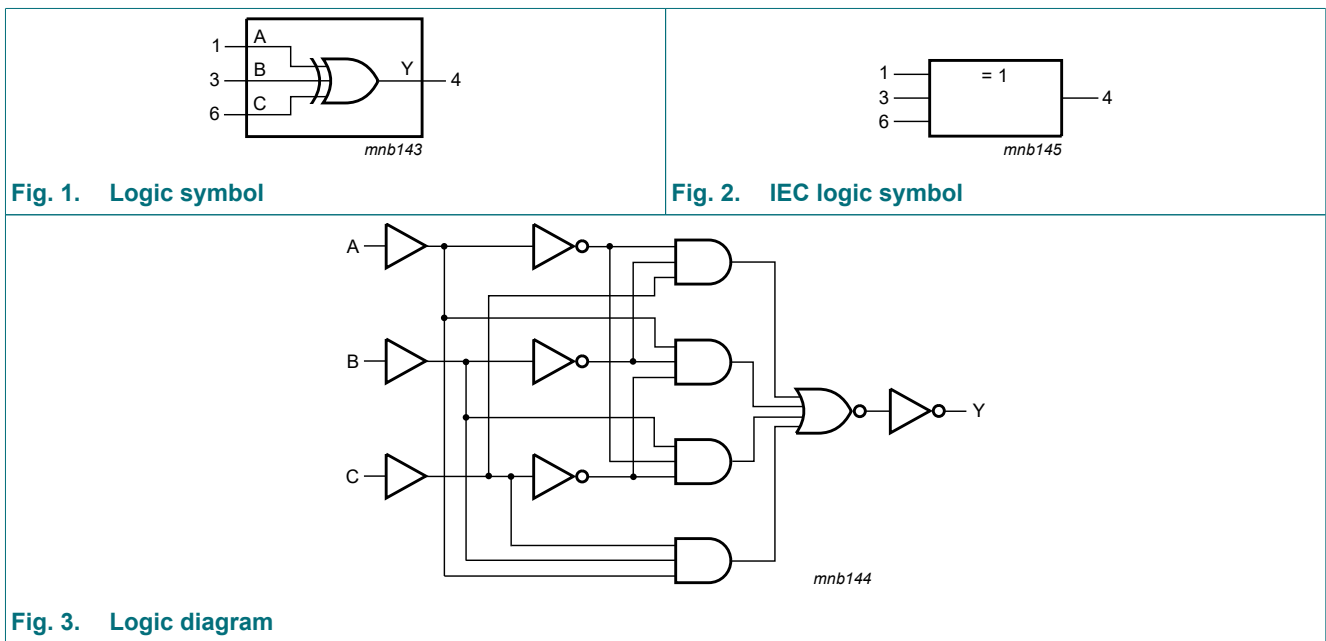 A
1
B
3
Y
4
C
6
mnb143
Fig. 1. Logic symbol
= 1
1
3
4
6
mnb145
Fig. 2. IEC logic symbol
A
B
Y
C
mnb144
Fig. 3. Logic diagram